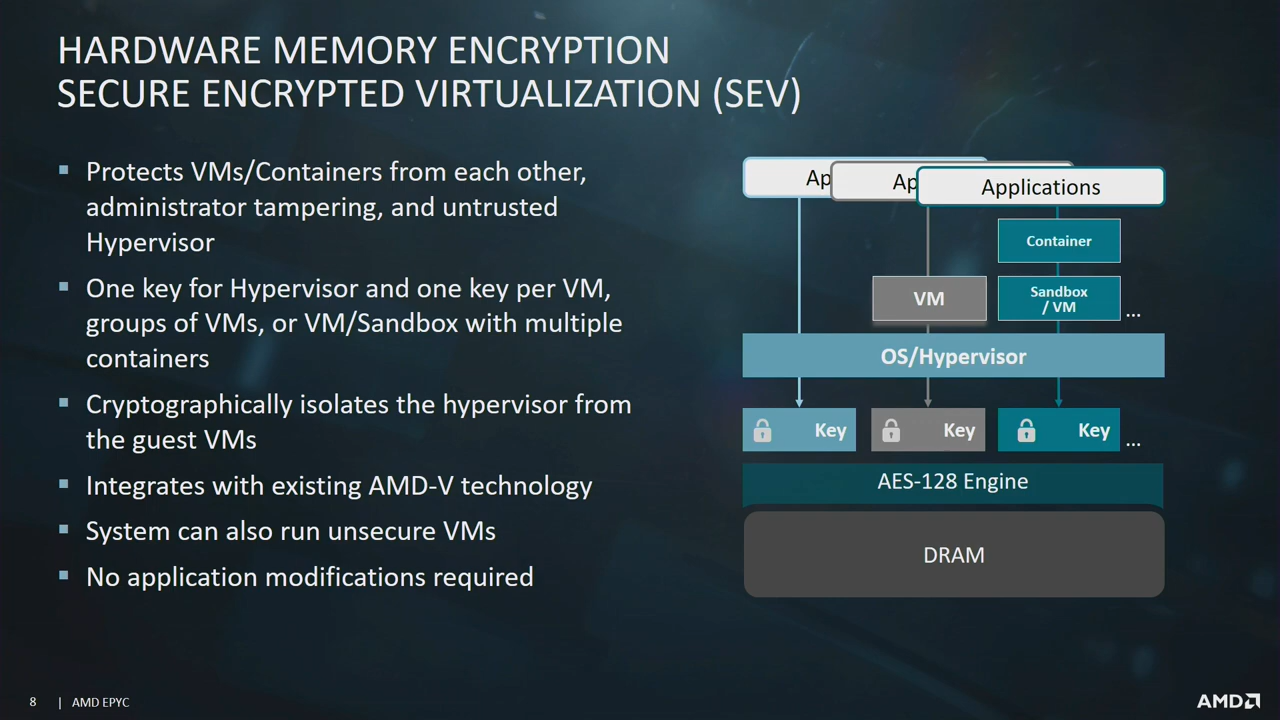 HARDWARE MEMORY ENCRYPTION
SECURE ENCRYPTED VIRTUALIZATION (SEV)
▪ Protects VMs/Containers from each other,
administrator tampering, and untrusted
Hypervisor
▪ One key for Hypervisor and one key per VM,
groups of VMs, or VM/Sandbox with multiple
containers
▪ Cryptographically isolates the hypervisor from
the guest VMs
▪ Integrates with existing AMD-V technology
▪ System can also run unsecure VMs
▪ No application modifications required
Ap
Ap
Applications
Container
VM
Sandbox
/ VM
...
OS/Hypervisor
Key
Key
Key
...
AES-128 Engine
DRAM
8 | AMD EPYC
AMD